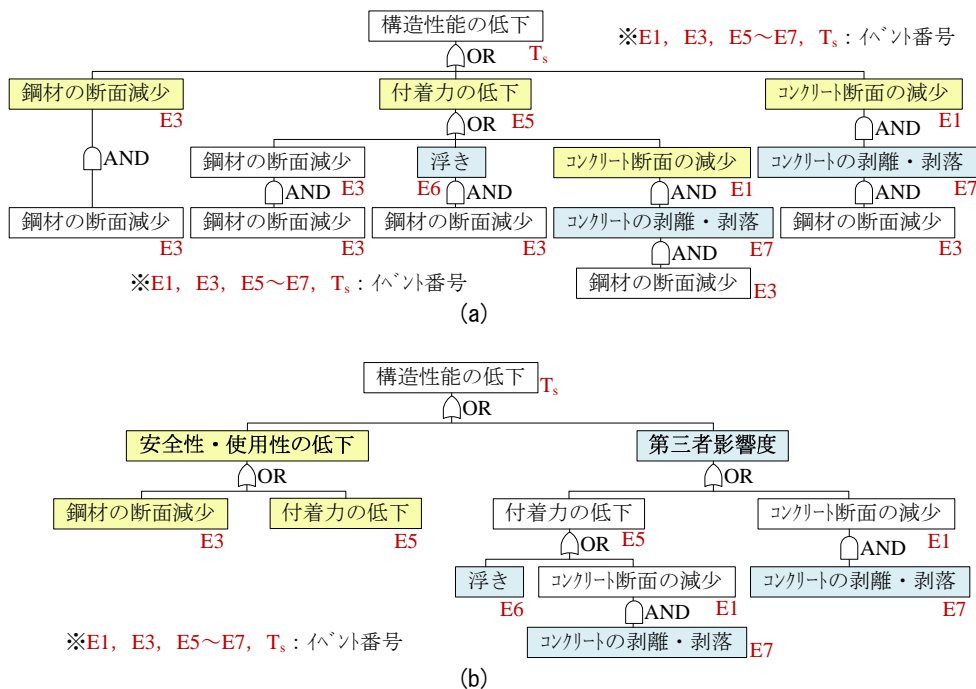 構造性能の低下
OR
Ts
※E1, E3, E5～E7, Ts：ｲﾍﾞﾝﾄ番号
鋼材の断面減少
E3
付着力の低下
E5
ｺﾝｸﾘｰﾄ断面の減少
E1
AND
OR
AND
鋼材の断面減少
E3
浮き
E6
ｺﾝｸﾘｰﾄ断面の減少
E1
ｺﾝｸﾘｰﾄの剥離・剥落
E7
AND
AND
AND
AND
鋼材の断面減少
E3
鋼材の断面減少
E3
鋼材の断面減少
E3
ｺﾝｸﾘｰﾄの剥離・剥落
E7
鋼材の断面減少
E3
AND
鋼材の断面減少
E3
※E1, E3, E5～E7, Ts：ｲﾍﾞﾝﾄ番号
(a)
構造性能の低下
Ts
OR
安全性・使用性の低下
第三者影響度
OR
OR
鋼材の断面減少
E3
付着力の低下
E5
付着力の低下
E5
ｺﾝｸﾘｰﾄ断面の減少
E1
OR
AND
浮き
E6
ｺﾝｸﾘｰﾄ断面の減少
E1
ｺﾝｸﾘｰﾄの剥離・剥落
E7
AND
ｺﾝｸﾘｰﾄの剥離・剥落
E7
※E1, E3, E5～E7, Ts：ｲﾍﾞﾝﾄ番号
(b)